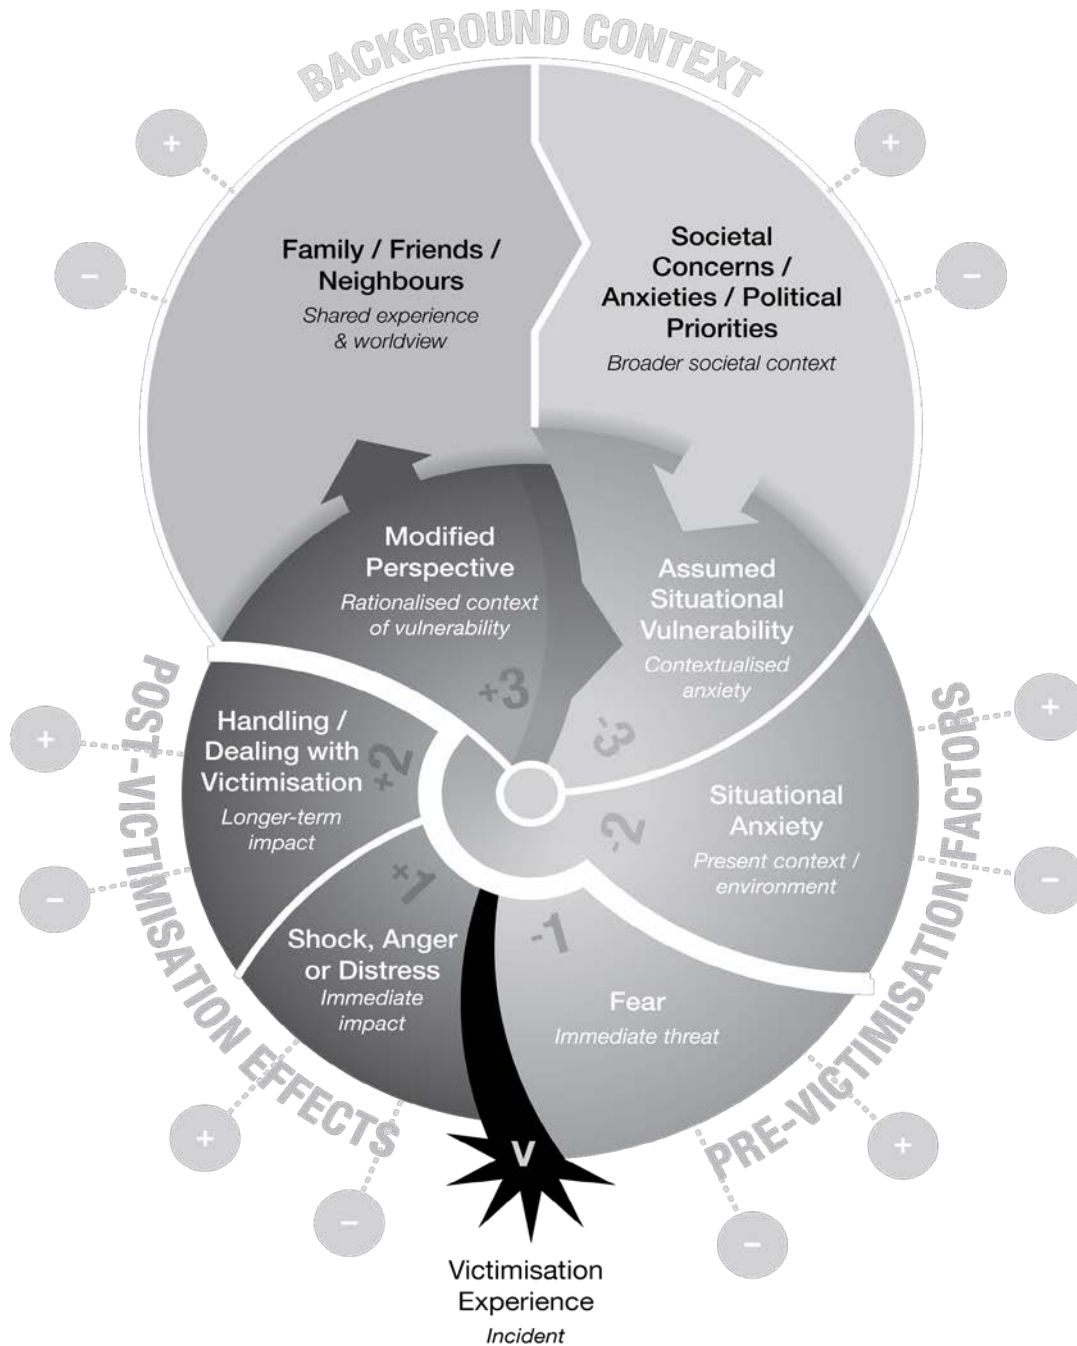 BACKGROUND CONTEXT
+
+
−
−
Family / Friends /
Neighbours
Shared experience
& worldview
Societal
Concerns /
Anxieties / Political
Priorities
Broader societal context
Modified
Perspective
Rationalised context
of vulnerability
+3
Assumed
Situational
Vulnerability
Contextualised
anxiety
-3
POST-VICTIMISATION EFFECTS
PRE-VICTIMISATION FACTORS
+
−
+
−
+
−
+
−
Handling /
Dealing with
Victimisation
Longer-term
impact
+2
Situational
Anxiety
Present context /
environment
-2
Shock, Anger
or Distress
Immediate
impact
+1
Fear
Immediate threat
-1
V
Victimisation
Experience
Incident